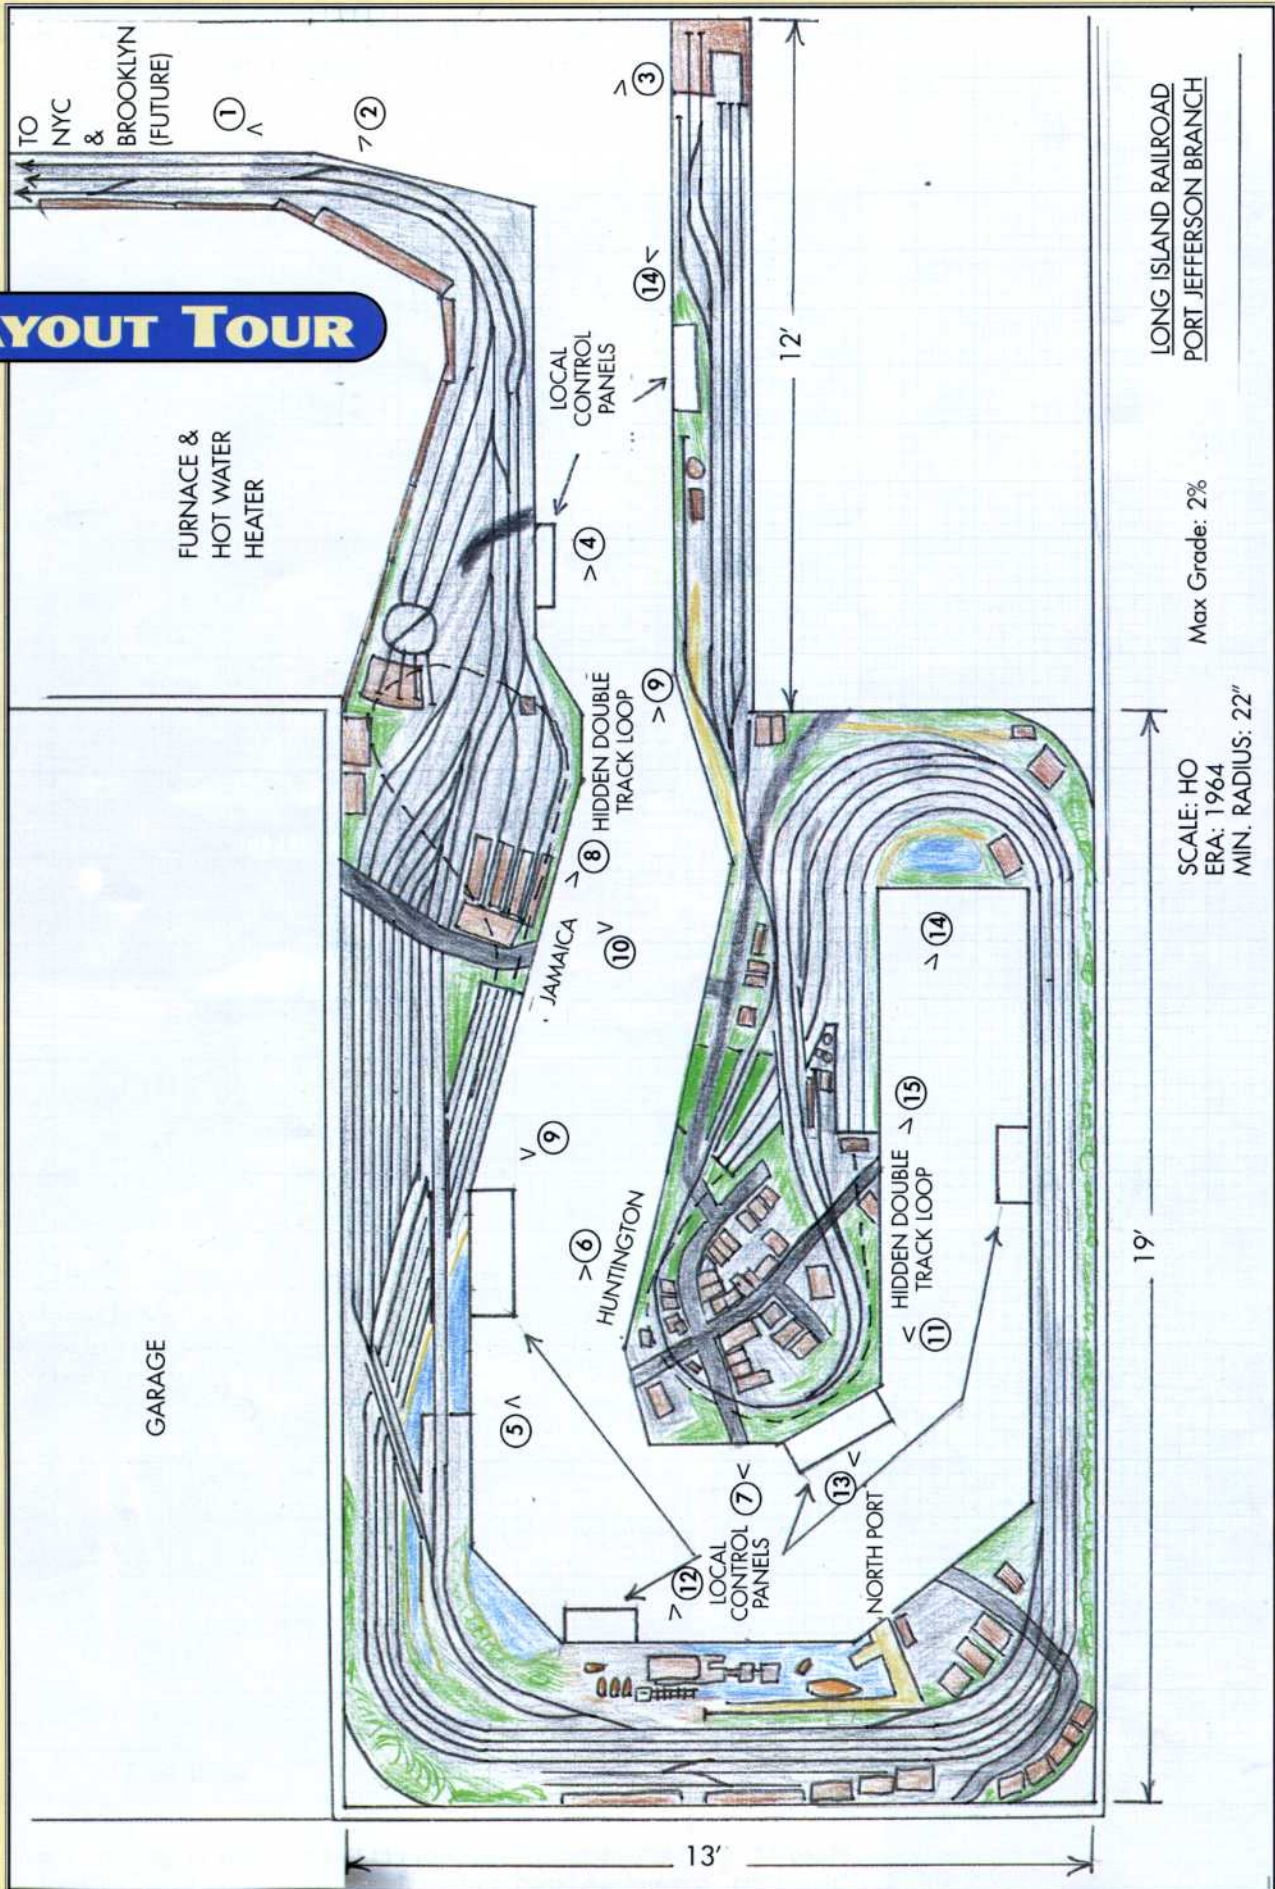 AYOUT TOUR
TO
NYC
&
BROOKLYN
(FUTURE)
1
2
3
FURNACE &
HOT WATER
HEATER
LOCAL
CONTROL
PANELS
14
4
12'
9
HIDDEN DOUBLE
TRACK LOOP
8
JAMAICA
10
9
GARAGE
6
HUNTINGTON
5
14
15
HIDDEN DOUBLE
TRACK LOOP
11
7
13
12
LOCAL
CONTROL
PANELS
NORTH PORT
13'
19'
LONG ISLAND RAILROAD
PORT JEFFERSON BRANCH
Max Grade: 2%
SCALE: HO
ERA: 1964
MIN. RADIUS: 22"